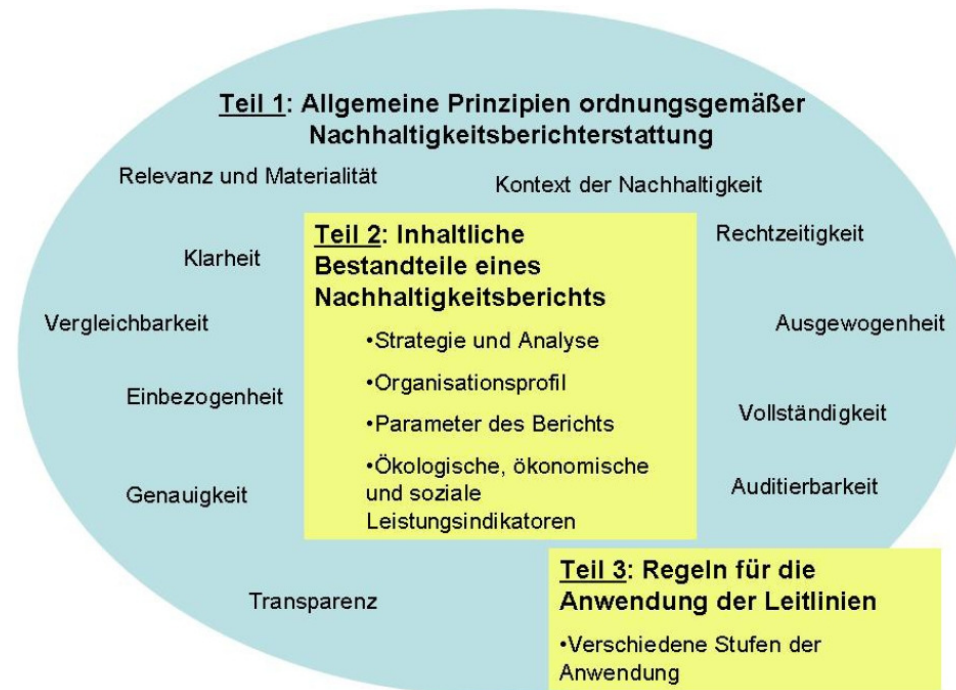 Teil 1: Allgemeine Prinzipien ordnungsgemäßer
Nachhaltigkeitsberichterstattung
Relevanz und Materialität
Kontext der Nachhaltigkeit
Klarheit
Vergleichbarkeit
Einbezogenheit
Genauigkeit
Transparenz
Teil 2: Inhaltliche
Bestandteile eines
Nachhaltigkeitsberichts
•Strategie und Analyse
•Organisationsprofil
•Parameter des Berichts
•Ökologische, ökonomische
und soziale
Leistungsindikatoren
Rechtzeitigkeit
Ausgewogenheit
Vollständigkeit
Auditierbarkeit
Teil 3: Regeln für die
Anwendung der Leitlinien
•Verschiedene Stufen der
Anwendung